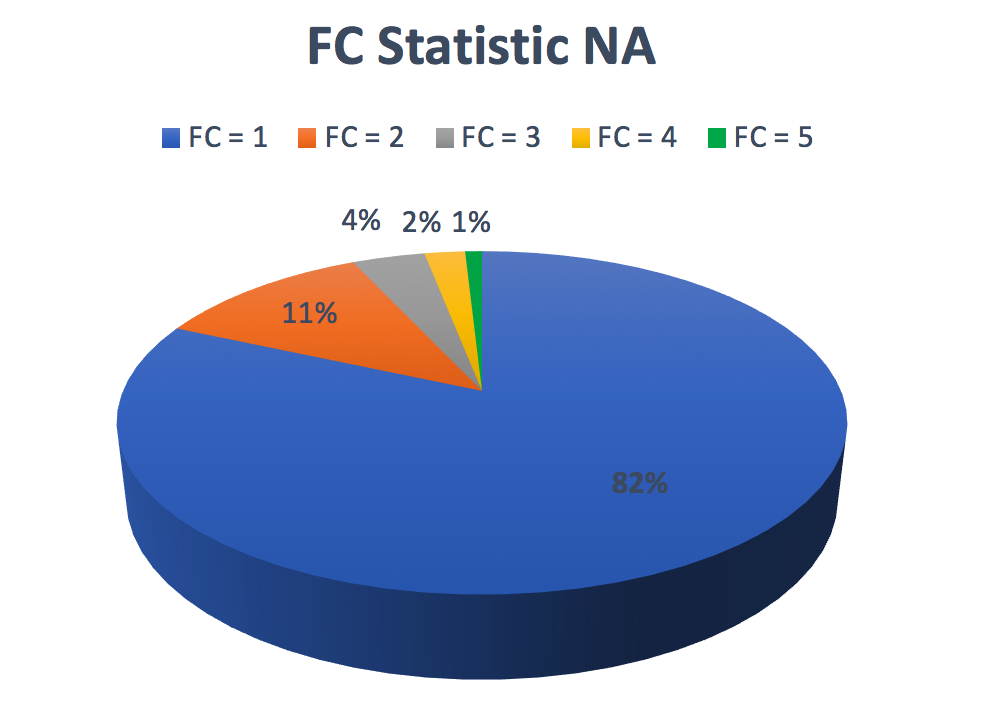 FC Statistic NA
FC = 1 FC = 2 FC = 3 FC = 4 FC = 5
4% 2% 1%
11%
82%